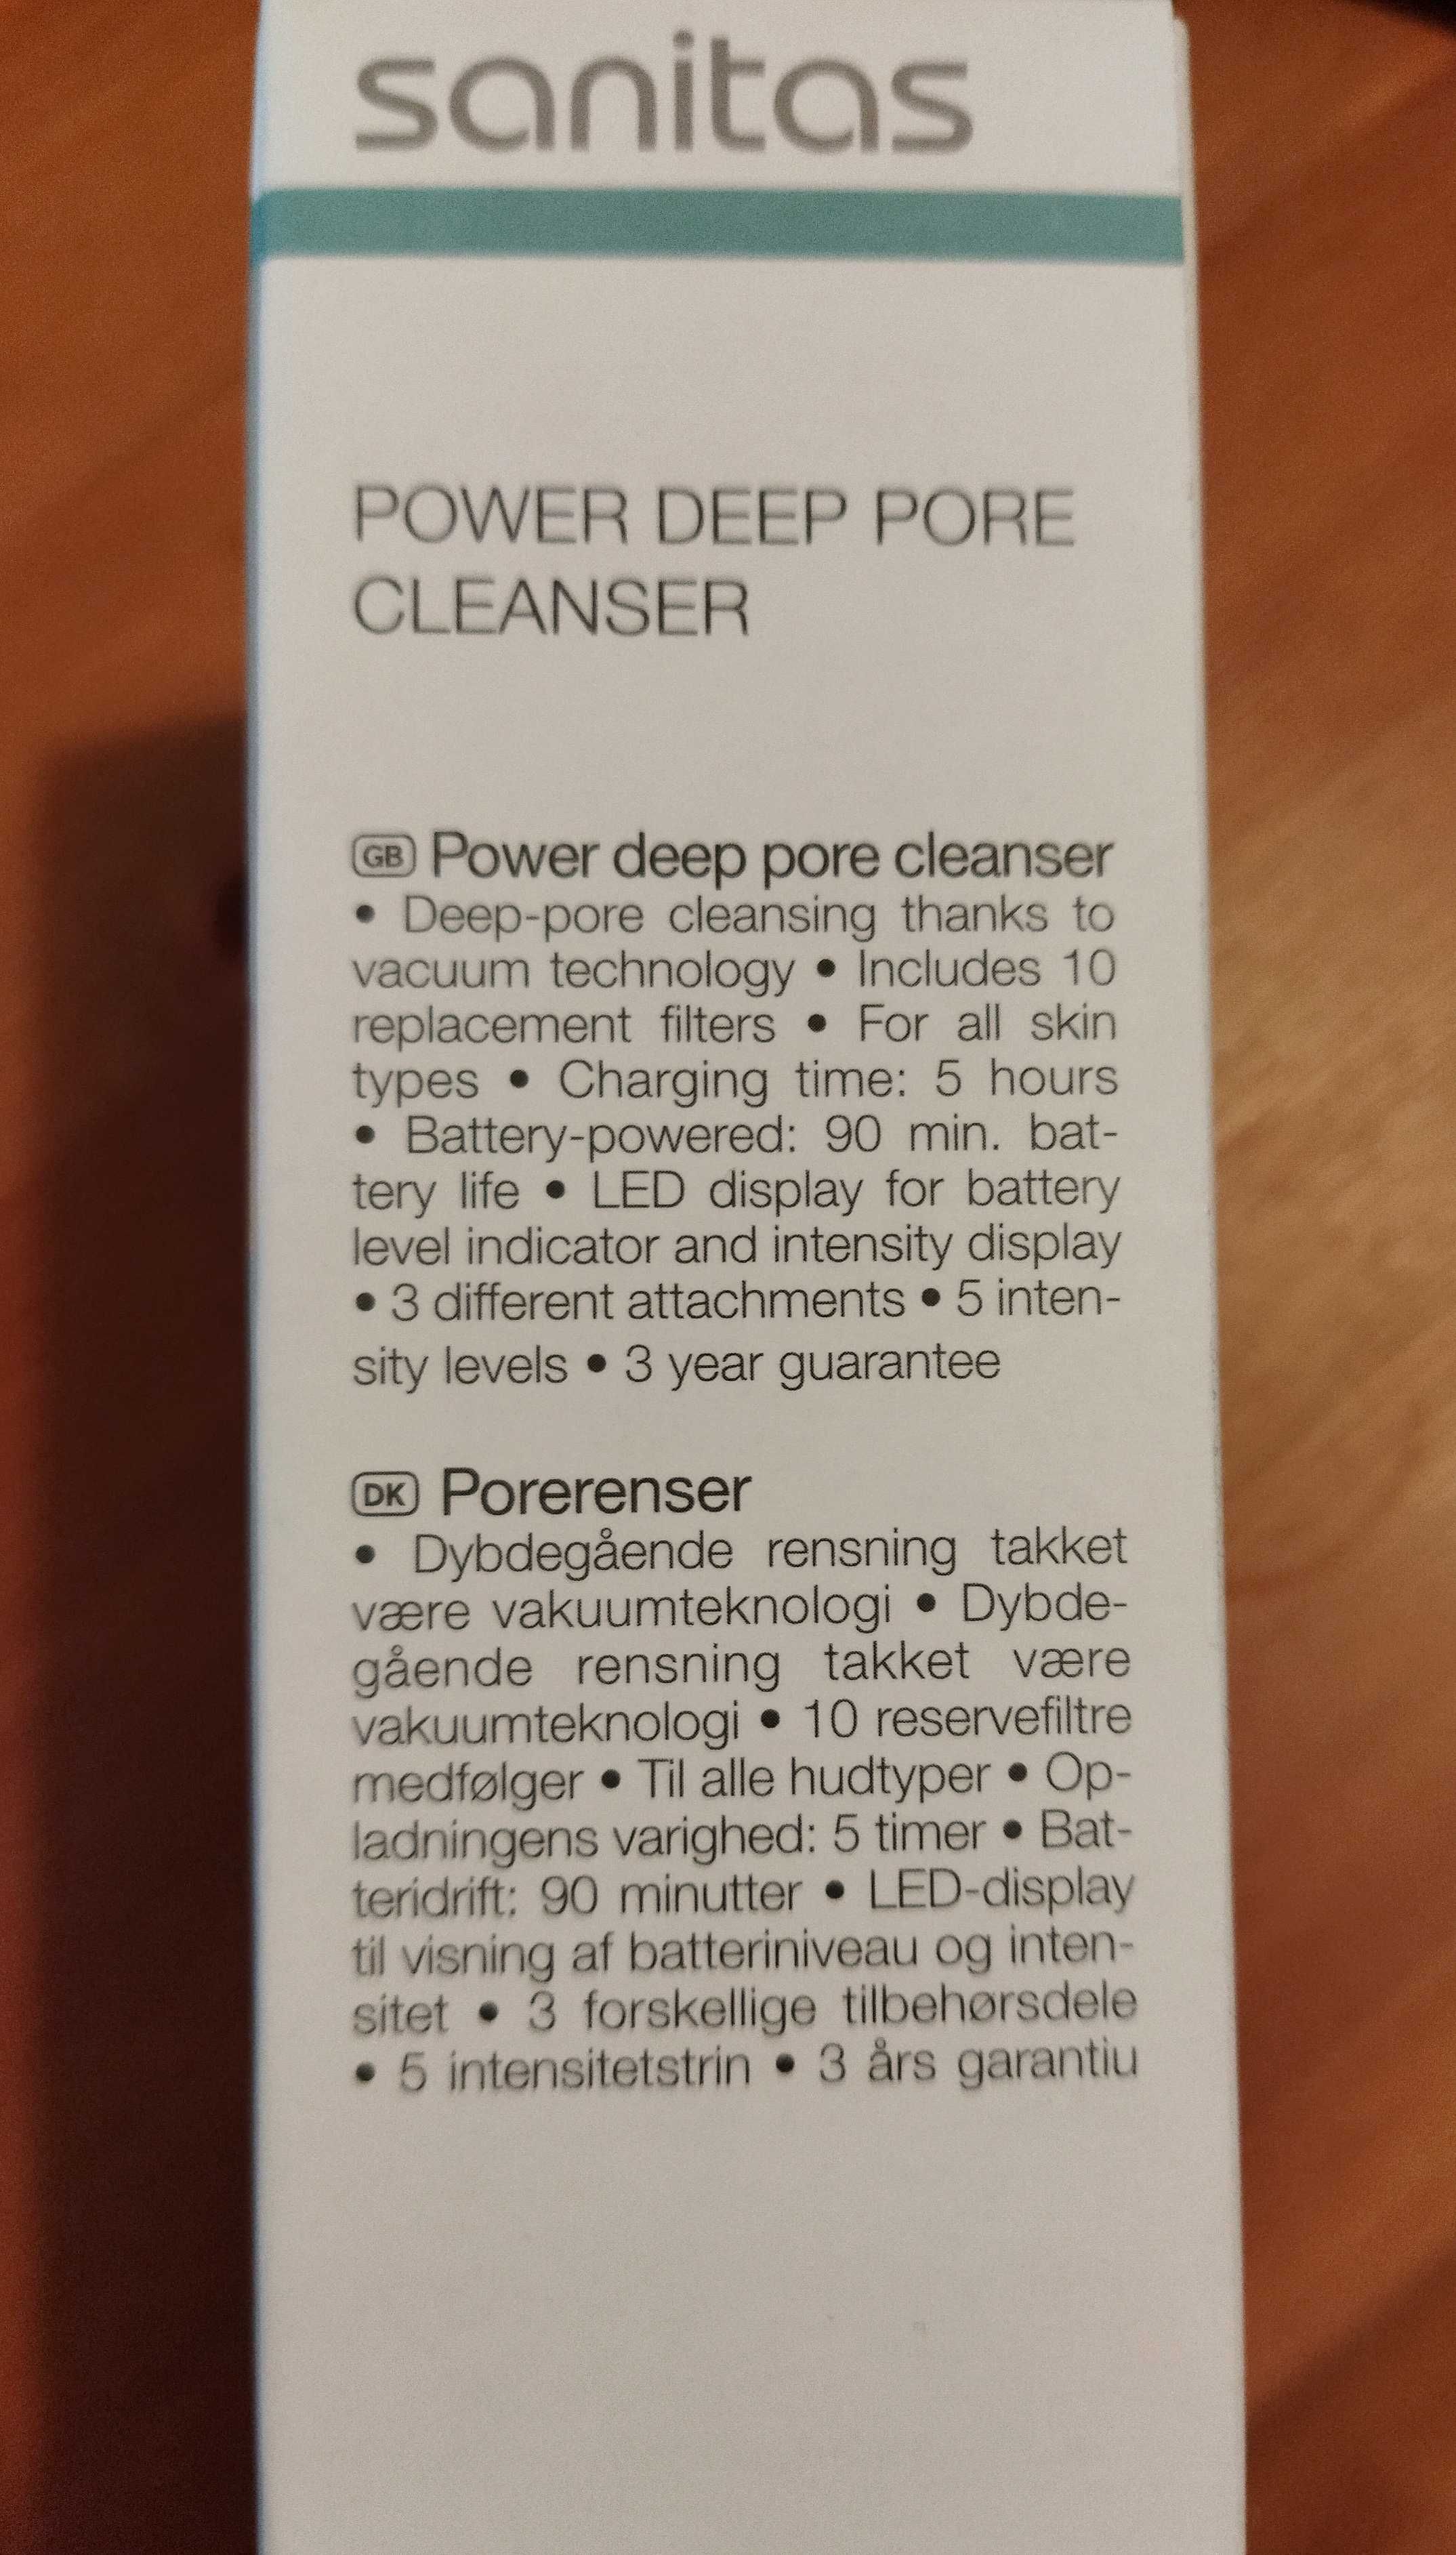 sanitas
POWER DEEP PORE
CLEANSER
GB Power deep pore cleanser
• Deep-pore cleansing thanks to
vacuum technology • Includes 10
replacement filters • For all skin
types • Charging time: 5 hours
• Battery-powered: 90 min. bat-
tery life • LED display for battery
level indicator and intensity display
• 3 different attachments • 5 inten-
sity levels • 3 year guarantee
DK Porerenser
• Dybdegående rensning takket
være vakuumteknologi • Dybde-
gående rensning takket være
vakuumteknologi • 10 reservefiltre
medfølger • Til alle hudtyper • Op-
ladningens varighed: 5 timer • Bat-
teridrift: 90 minutter • LED-display
til visning af batteriniveau og inten-
sitet • 3 forskellige tilbehørsdele
• 5 intensitetstrin • 3 års garantiu